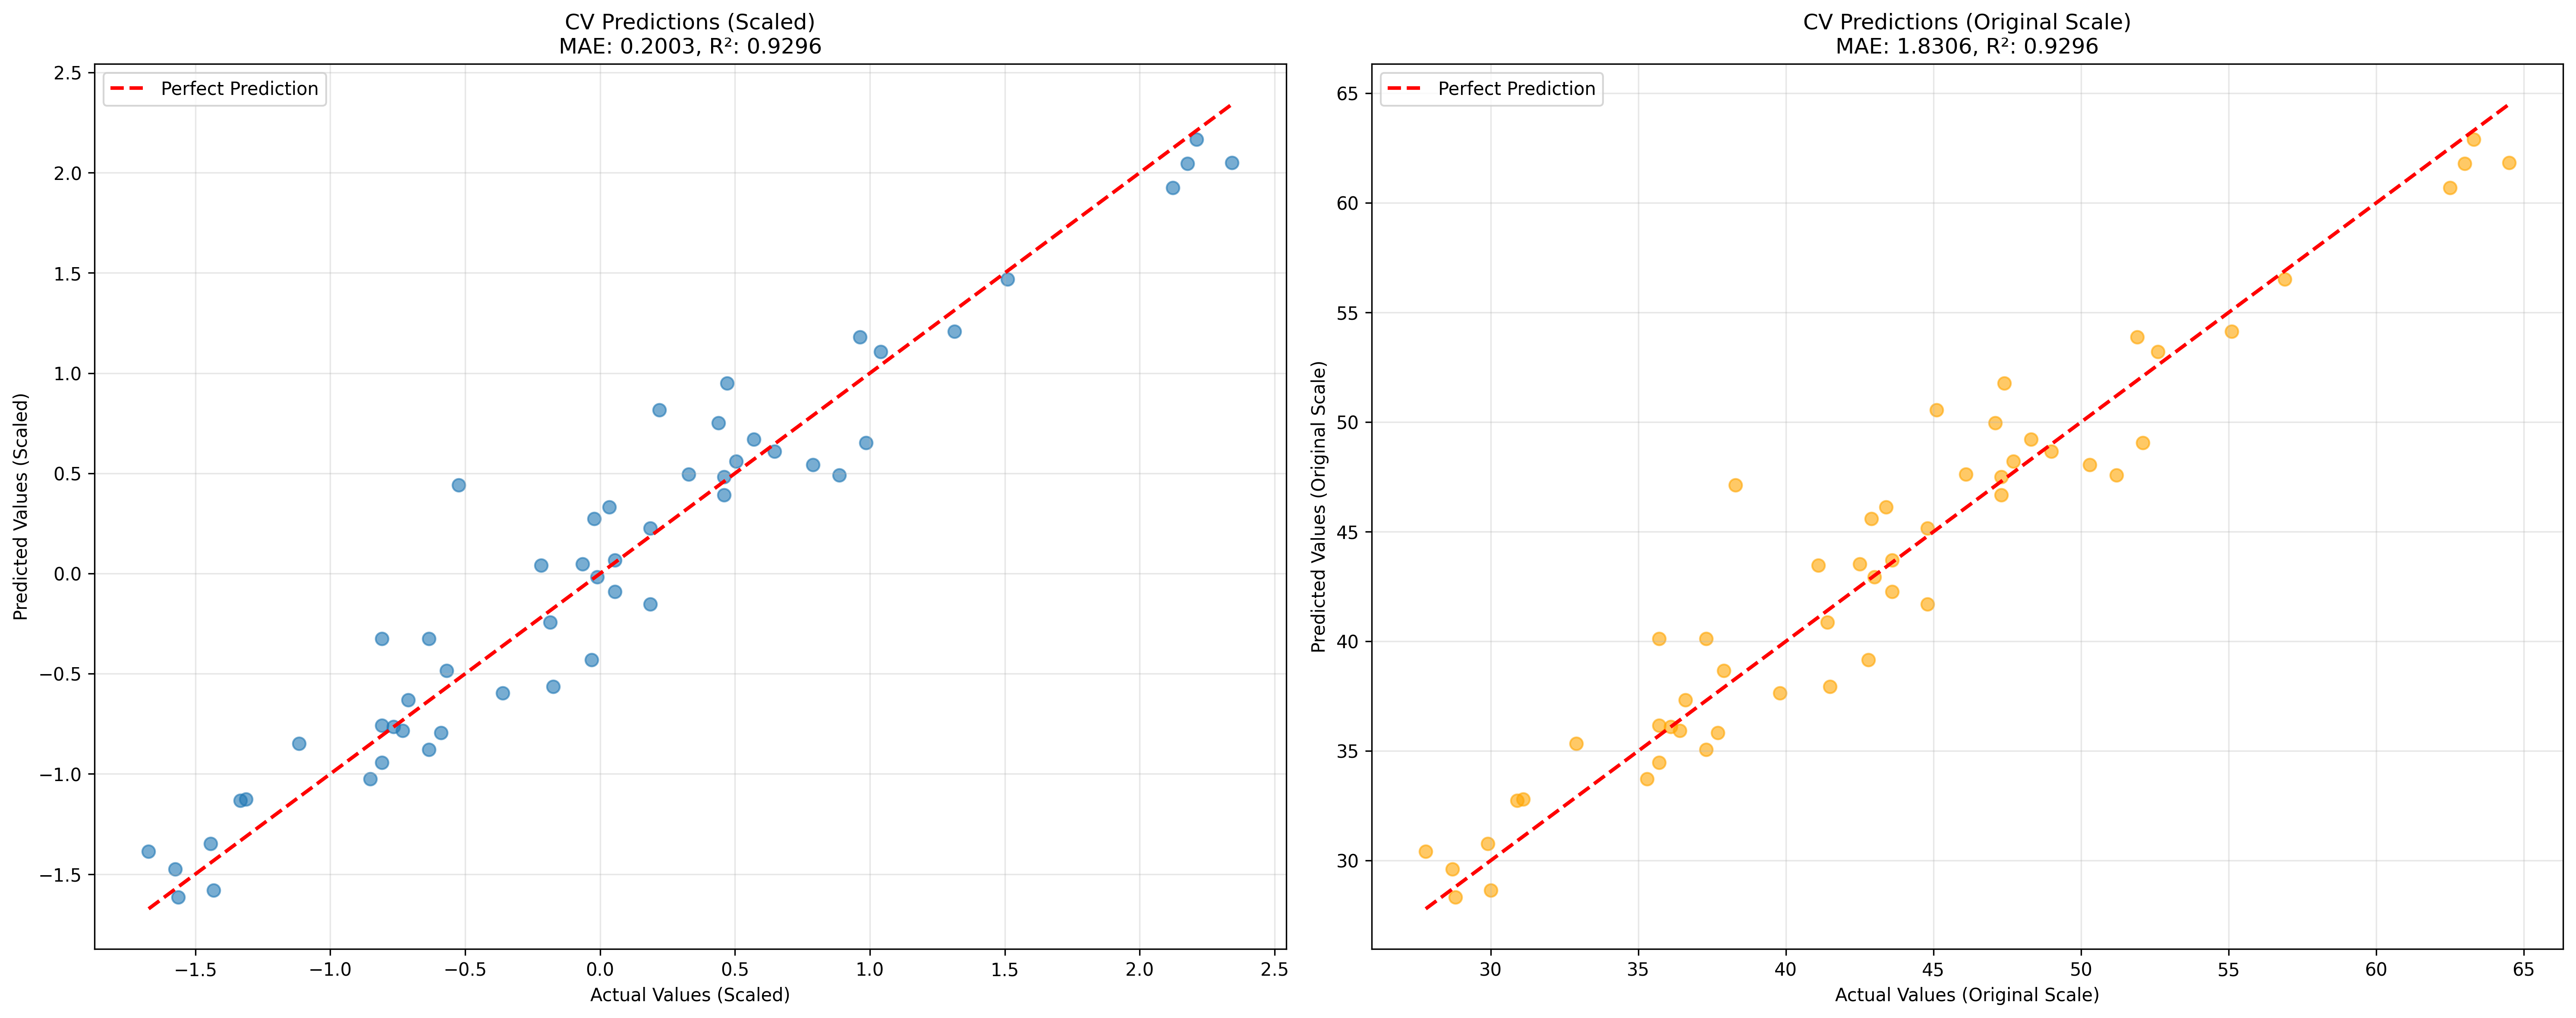 CV Predictions (Scaled)
MAE: 0.2003, R²: 0.9296
Perfect Prediction
2.5
2.0
1.5
1.0
0.5
0.0
−0.5
−1.0
−1.5
Predicted Values (Scaled)
−1.5 −1.0 −0.5 0.0 0.5 1.0 1.5 2.0 2.5
Actual Values (Scaled)
CV Predictions (Original Scale)
MAE: 1.8306, R²: 0.9296
Perfect Prediction
65
60
55
50
45
40
35
30
Predicted Values (Original Scale)
30 35 40 45 50 55 60 65
Actual Values (Original Scale)